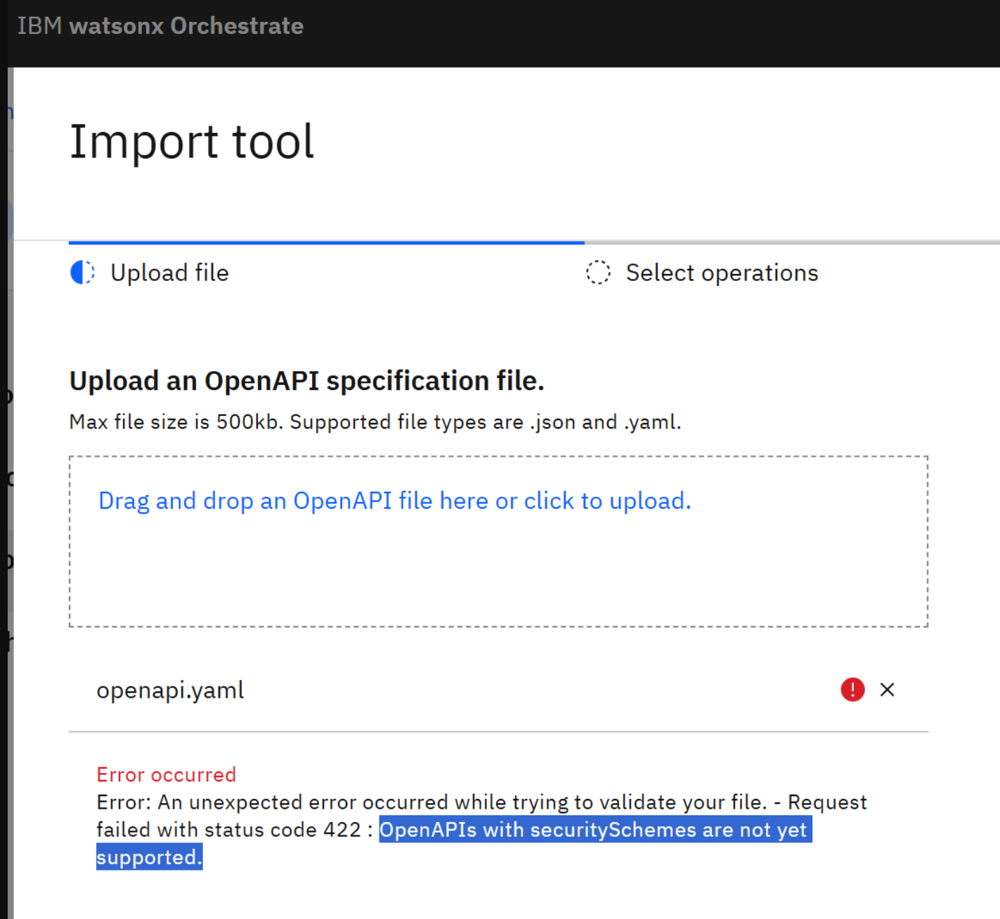 IBM watsonx Orchestrate
Import tool
Upload file
Select operations
Upload an OpenAPI specification file.
Max file size is 500kb. Supported file types are .json and .yaml.
Drag and drop an OpenAPI file here or click to upload.
openapi.yaml
Error occurred
Error: An unexpected error occurred while trying to validate your file. - Request
failed with status code 422 : OpenAPIs with securitySchemes are not yet
supported.